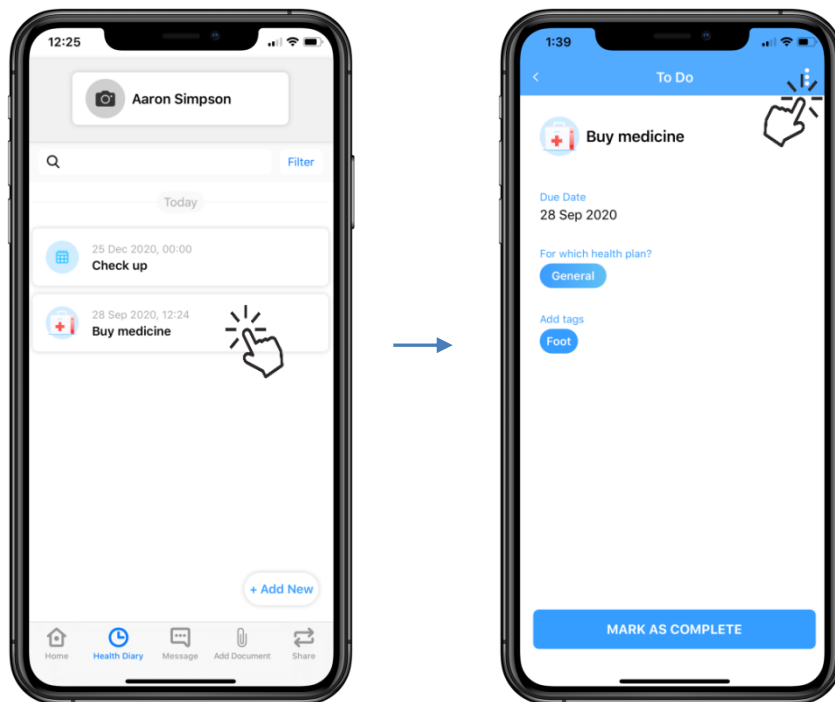 12:25
Aaron Simpson
Filter
Today
25 Dec 2020, 00:00
Check up
28 Sep 2020, 12:24
Buy medicine
+ Add New
Home
Health Diary
Message
Add Document
Share
1:39
To Do
Buy medicine
Due Date
28 Sep 2020
For which health plan?
General
Add tags
Foot
MARK AS COMPLETE